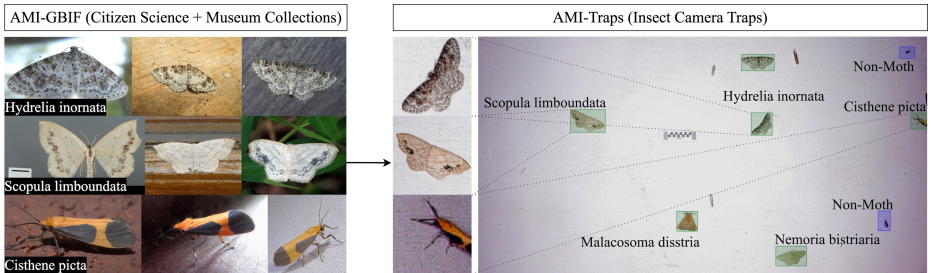 AMI-GBIF (Citizen Science + Museum Collections)
AMI-Traps (Insect Camera Traps)
Hydrelia inornata
Scopula limboundata
Cisthene picta
Non-Moth
Hydrelia inornata
Scopula limboundata
Cisthene picta
Non-Moth
Malacosoma disstria
Nemoria bistriaria